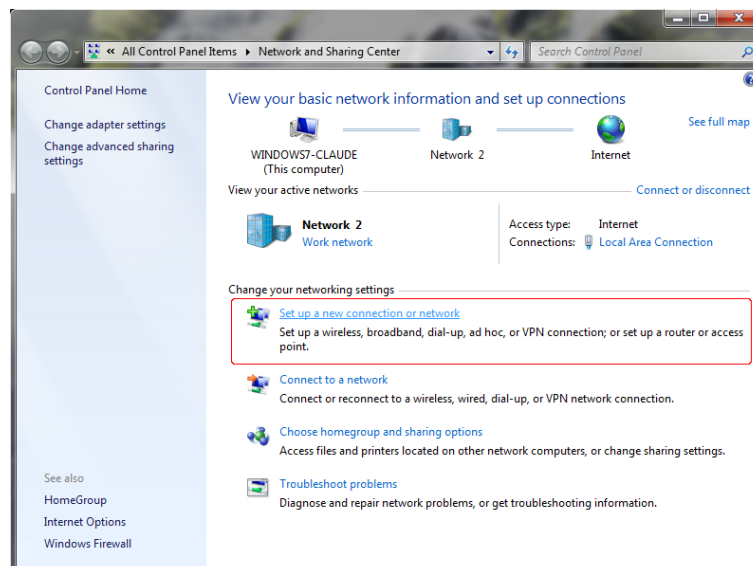 « All Control Panel Items ▸ Network and Sharing Center
Search Control Panel
Control Panel Home
Change adapter settings
Change advanced sharing
settings
See also
HomeGroup
Internet Options
Windows Firewall
View your basic network information and set up connections
See full map
WINDOWS7-CLAUDE
(This computer)
Network 2
Internet
View your active networks
Connect or disconnect
Network 2
Work network
Access type: Internet
Connections: Local Area Connection
Change your networking settings
Set up a new connection or network
Set up a wireless, broadband, dial-up, ad hoc, or VPN connection; or set up a router or access
point.
Connect to a network
Connect or reconnect to a wireless, wired, dial-up, or VPN network connection.
Choose homegroup and sharing options
Access files and printers located on other network computers, or change sharing settings.
Troubleshoot problems
Diagnose and repair network problems, or get troubleshooting information.